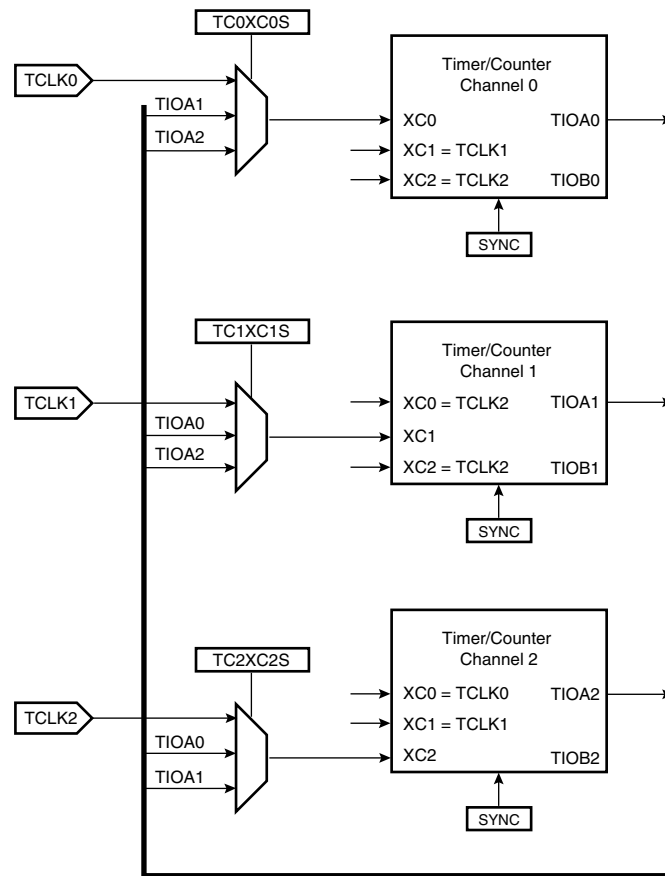 TC0XC0S
TCLK0
TIOA1
TIOA2
Timer/Counter
Channel 0
XC0
TIOA0
XC1 = TCLK1
XC2 = TCLK2
TIOB0
SYNC
TC1XC1S
TCLK1
TIOA0
TIOA2
Timer/Counter
Channel 1
XC0 = TCLK2
TIOA1
XC1
XC2 = TCLK2
TIOB1
SYNC
TC2XC2S
TCLK2
TIOA0
TIOA1
Timer/Counter
Channel 2
XC0 = TCLK0
TIOA2
XC1 = TCLK1
XC2
TIOB2
SYNC